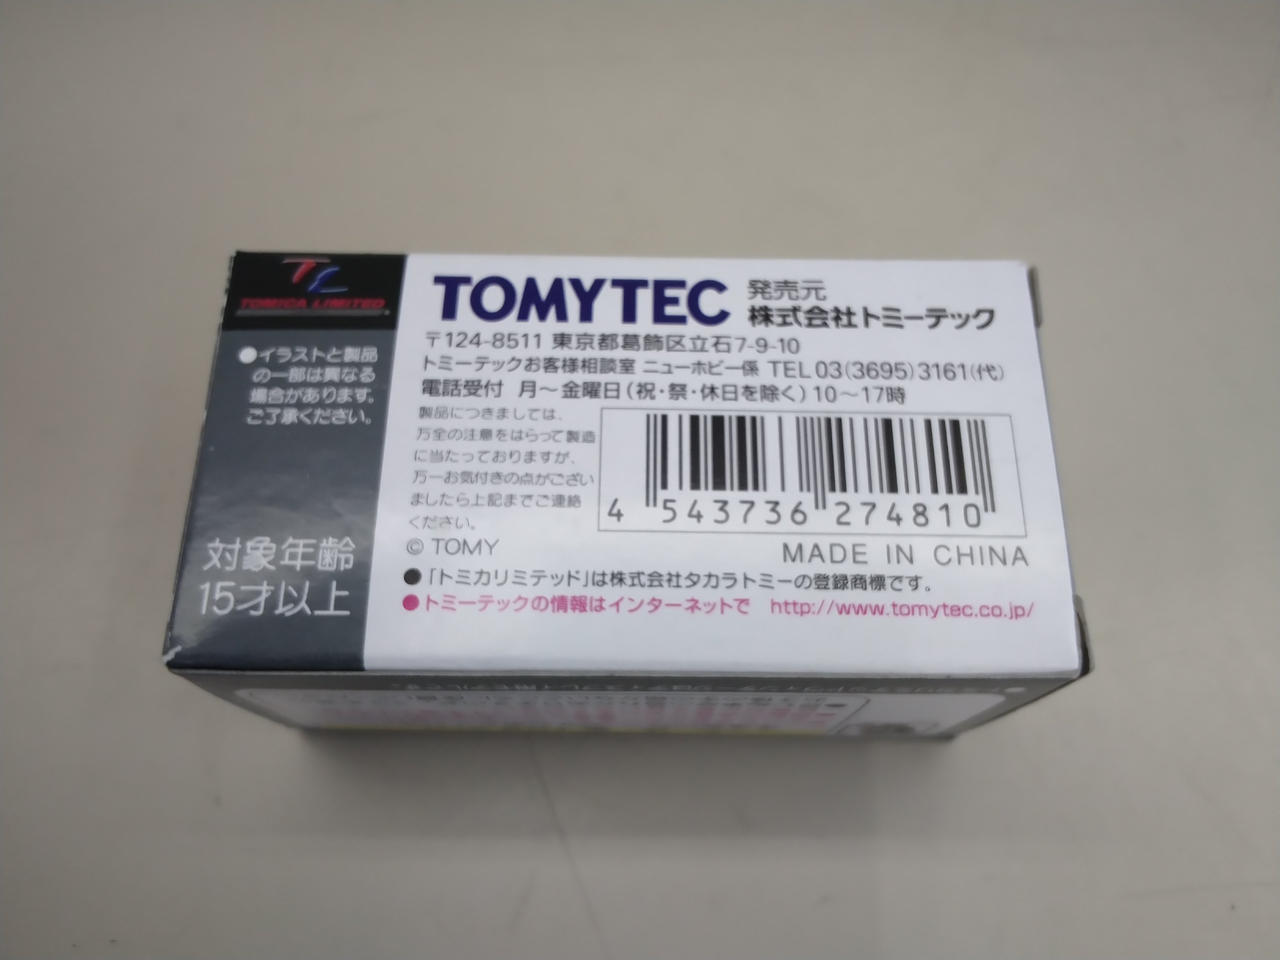 TOMICA LIMITED
●イラストと製品
の一部は異なる
場合があります。
ご了承ください。
対象年齢
15才以上
TOMYTEC 発売元
株式会社トミーテック
〒124-8511 東京都葛飾区立石7-9-10
トミーテックお客様相談室 ニューホビー係 TEL 03(3695)3161(代)
電話受付 月～金曜日(祝・祭・休日を除く)10～17時
製品につきましては、
万全の注意をはらって製造
に当たっておりますが、
万一お気付きの点がござい
ましたら上記までご連絡
ください。
4 543736 274810
© TOMY MADE IN CHINA
●「トミカリミテッド」は株式会社タカラトミーの登録商標です。
●トミーテックの情報はインターネットで http://www.tomytec.co.jp/